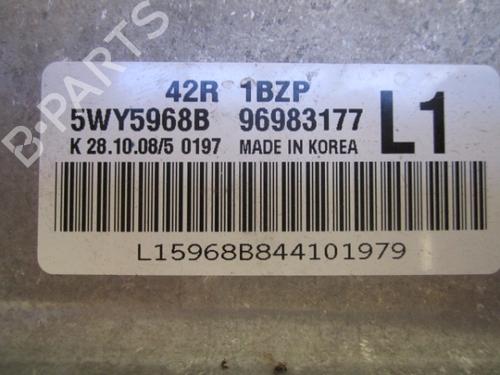 42R 1BZP
5WY5968B 96983177 L1
K 28.10.08/5 0197 MADE IN KOREA
L15968B844101979
B-PARTS